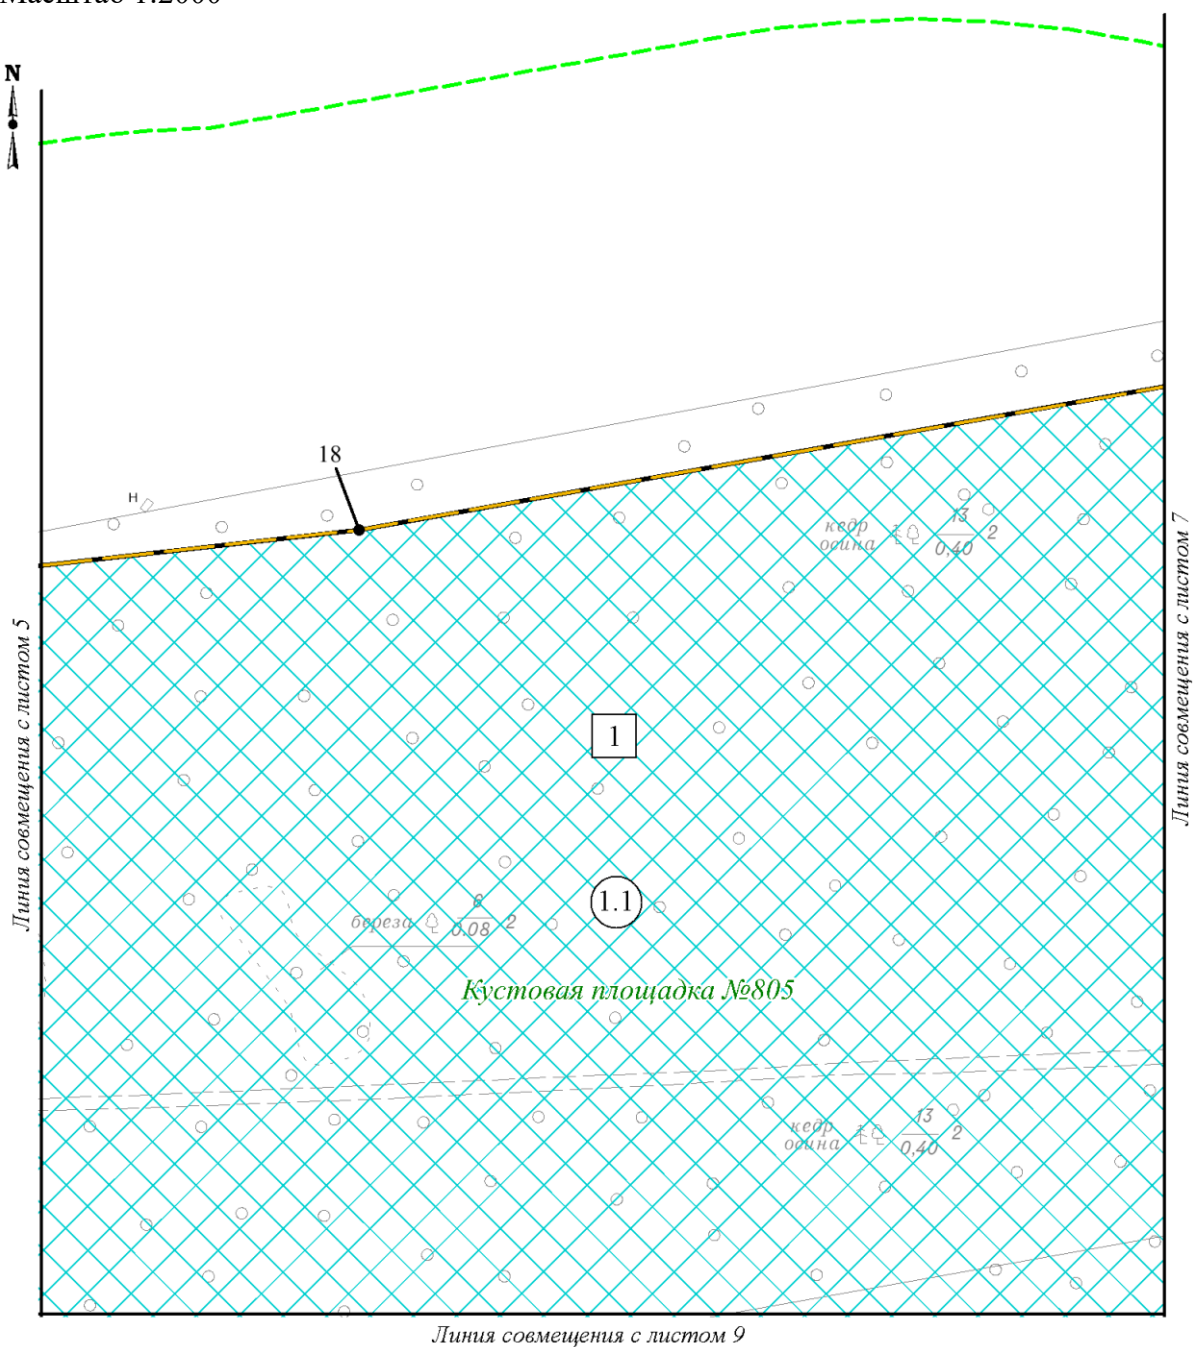 Масштаб 1:2000
N
18
н
кедр
осина
13
0,40
2
Линия совмещения с листом 5
Линия совмещения с листом 7
1
1.1
береза
6
0.08
2
Кустовая площадка №805
кедр
осина
13
0,40
2
Линия совмещения с листом 9